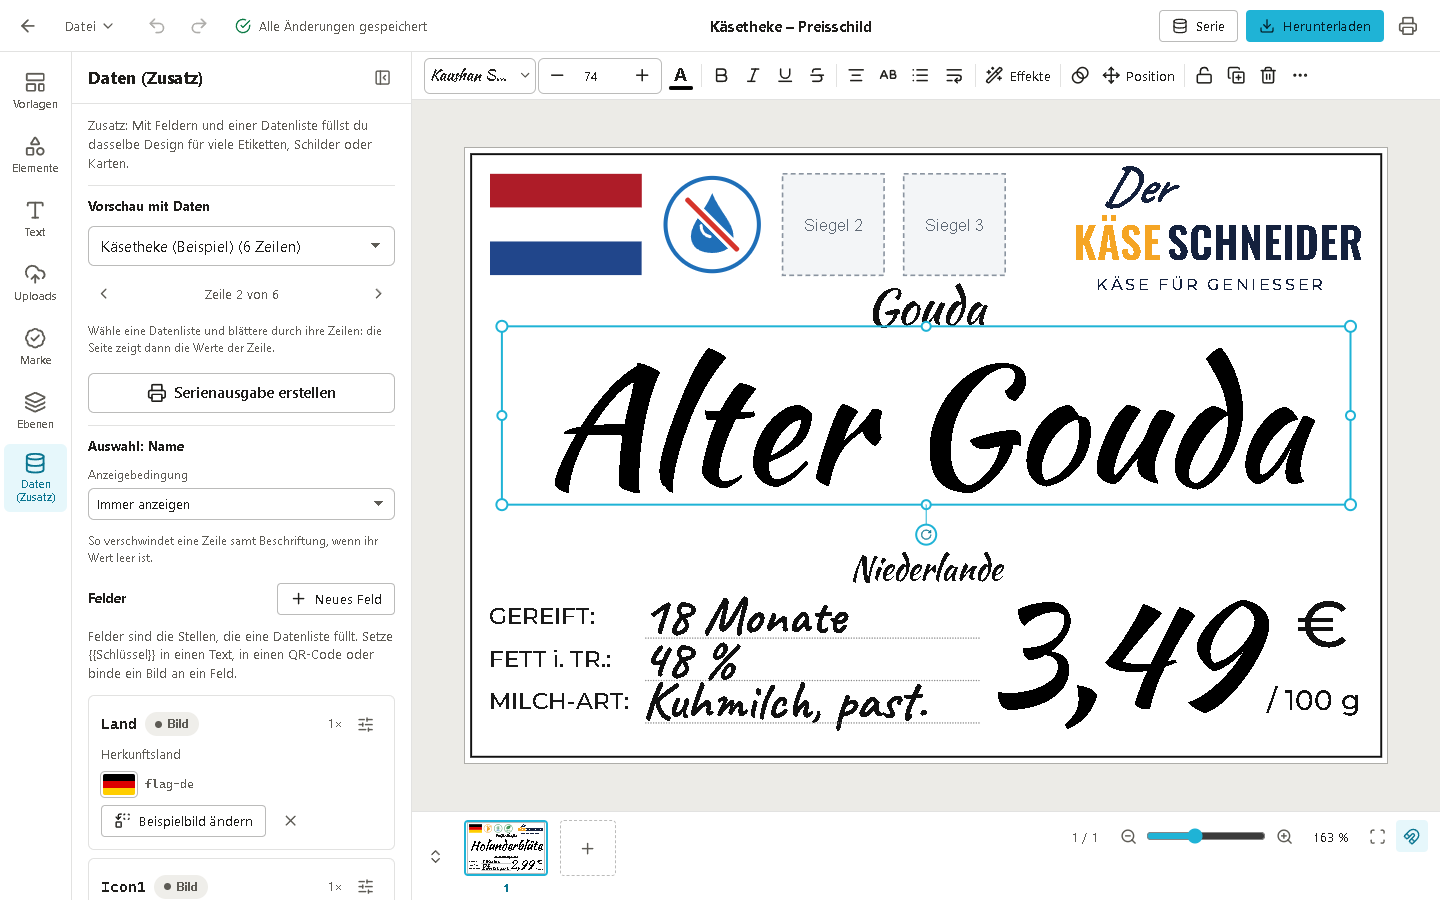 Datei
Alle Änderungen gespeichert
Käsetheke – Preisschild
Serie
Herunterladen
Vorlagen
Elemente
Text
Uploads
Marke
Ebenen
Daten
(Zusatz)
Daten (Zusatz)
Zusatz: Mit Feldern und einer Datenliste füllst du
dasselbe Design für viele Etiketten, Schilder oder
Karten.
Vorschau mit Daten
Käsetheke (Beispiel) (6 Zeilen)
Zeile 2 von 6
Wähle eine Datenliste und blättere durch ihre Zeilen: die
Seite zeigt dann die Werte der Zeile.
Serienausgabe erstellen
Auswahl: Name
Anzeigebedingung
Immer anzeigen
So verschwindet eine Zeile samt Beschriftung, wenn ihr
Wert leer ist.
Felder
Neues Feld
Felder sind die Stellen, die eine Datenliste füllt. Setze
{{Schlüssel}} in einen Text, in einen QR-Code oder
binde ein Bild an ein Feld.
Land
Bild
1×
Herkunftsland
flag-de
Beispielbild ändern
Icon1
Bild
1×
Kaushan S...
74
A
B
I
U
S
AB
Effekte
Position
Siegel 2
Siegel 3
Der
KÄSE SCHNEIDER
KÄSE FÜR GENIESSER
Gouda
Alter Gouda
Niederlande
GEREIFT: 18 Monate
FETT i. TR.: 48 %
MILCH-ART: Kuhmilch, past.
3,49 €
/ 100 g
Holunderblüte
2,99 €
1
1 / 1
163 %